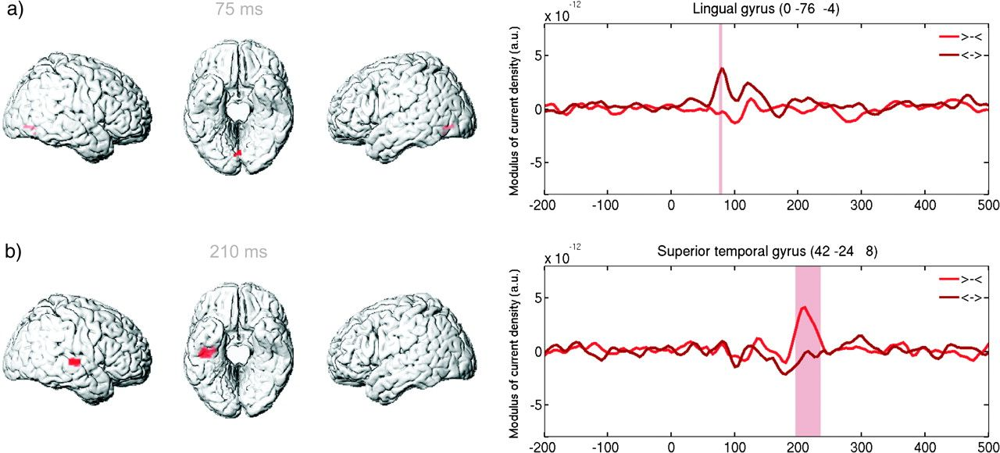 a)
75 ms
Lingual gyrus (0 -76 -4)
x 10 -12
Modulus of current density (a.u.)
5
0
-5
>-<
<->
-200 -100 0 100 200 300 400 500
b)
210 ms
Superior temporal gyrus (42 -24 8)
x 10 -12
Modulus of current density (a.u.)
5
0
-5
>-<
<->
-200 -100 0 100 200 300 400 500